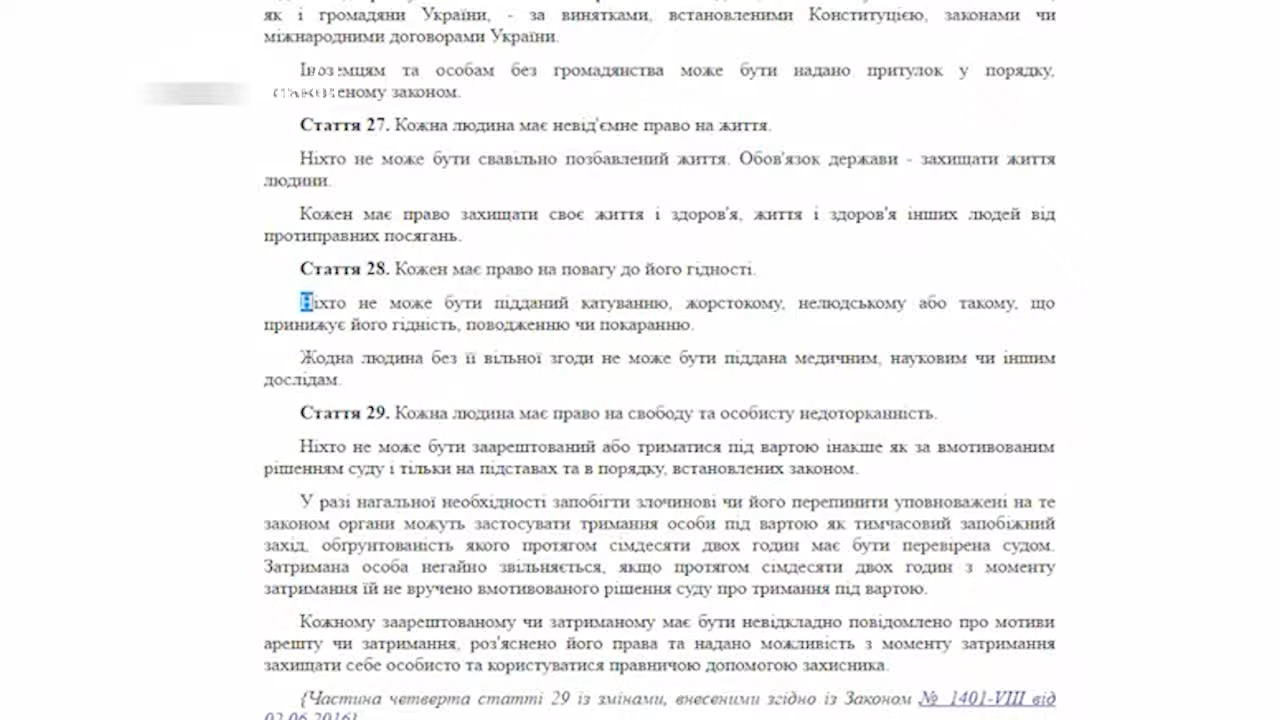 як і громадяни України, - за винятками, встановленими Конституцією, законами чи
міжнародними договорами України.
Іноземцям та особам без громадянства може бути надано притулок у порядку,
законом.
Стаття 27. Кожна людина має невід'ємне право на життя.
Ніхто не може бути свавільно позбавлений життя. Обов'язок держави - захищати життя
людини.
Кожен має право захищати своє життя і здоров'я, життя і здоров'я інших людей від
протиправних посягань.
Стаття 28. Кожен має право на повагу до його гідності.
Ніхто не може бути підданий катуванню, жорстокому, нелюдському або такому, що
принижує його гідність, поводженню чи покаранню.
Жодна людина без її вільної згоди не може бути піддана медичним, науковим чи іншим
дослідам.
Стаття 29. Кожна людина має право на свободу та особисту недоторканність.
Ніхто не може бути заарештований або триматися під вартою інакше як за вмотивованим
рішенням суду і тільки на підставах та в порядку, встановлених законом.
У разі нагальної необхідності запобігти злочинові чи його перепинити уповноважені на те
законом органи можуть застосувати тримання особи під вартою як тимчасовий запобіжний
захід, обґрунтованість якого протягом сімдесяти двох годин має бути перевірена судом.
Затримана особа негайно звільняється, якщо протягом сімдесяти двох годин з моменту
затримання їй не вручено вмотивованого рішення суду про тримання під вартою.
Кожному заарештованому чи затриманому має бути невідкладно повідомлено про мотиви
арешту чи затримання, роз'яснено його права та надано можливість з моменту затримання
захищати себе особисто та користуватися правничою допомогою захисника.
{Частина четверта статті 29 із змінами, внесеними згідно із Законом № 1401-VIII від
02.06.2016}